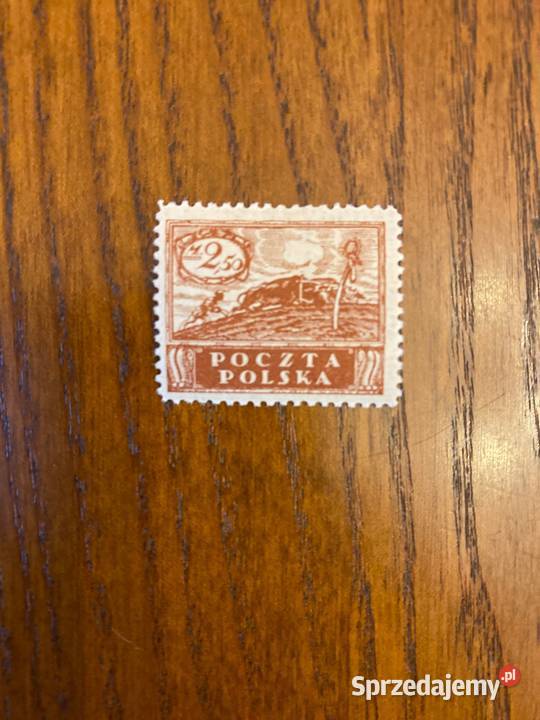 M 2,50
POCZTA
POLSKA
Sprzedajemy.pl